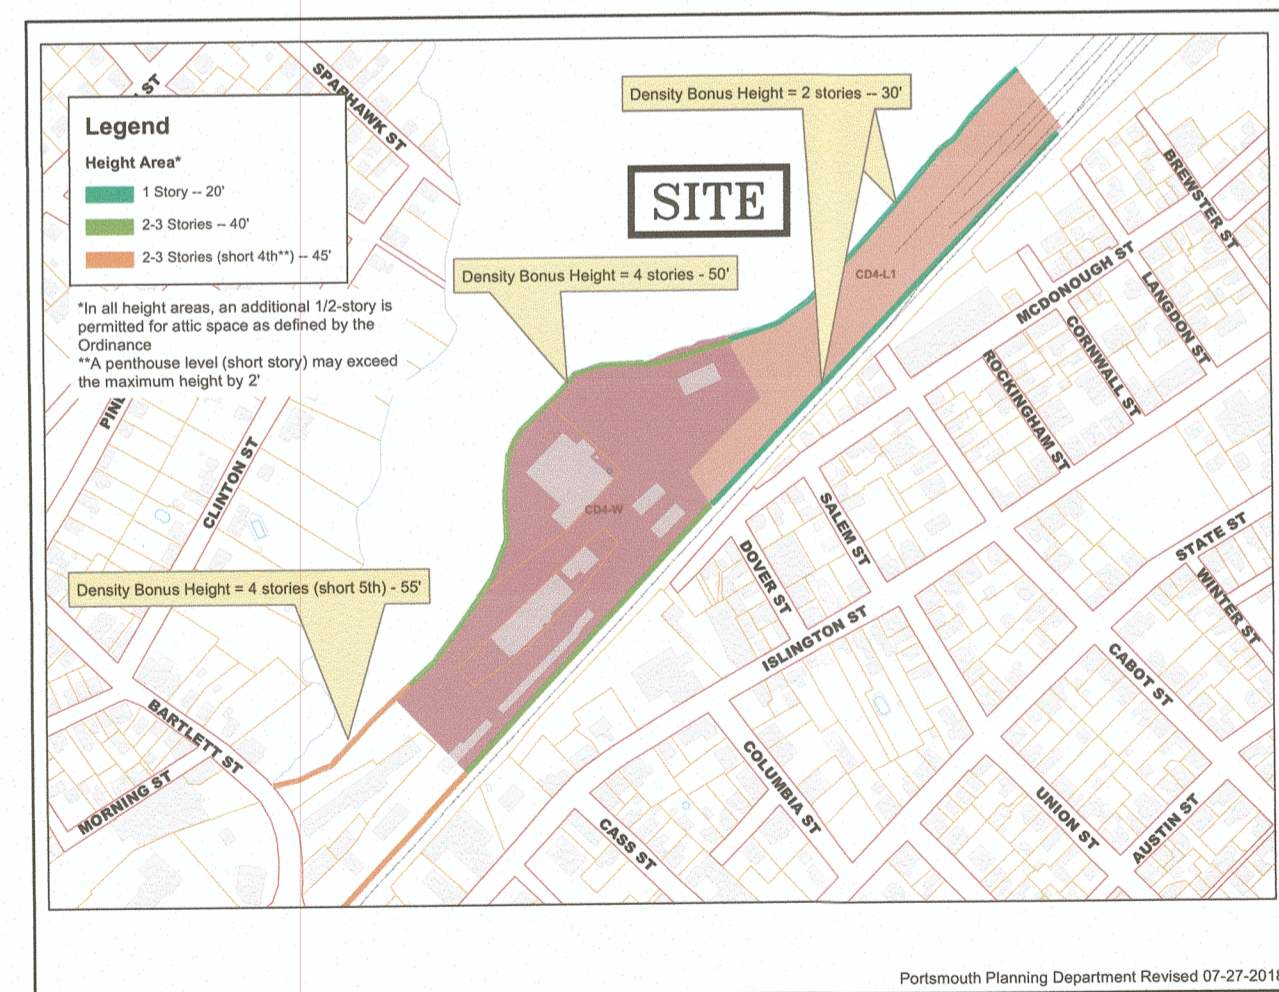 SPARHAWK ST
ST
Legend
Height Area*
1 Story -- 20'
2-3 Stories -- 40'
2-3 Stories (short 4th**) -- 45'
*In all height areas, an additional 1/2-story is
permitted for attic space as defined by the
Ordinance
**A penthouse level (short story) may exceed
the maximum height by 2'
Density Bonus Height = 2 stories -- 30'
SITE
Density Bonus Height = 4 stories - 50'
Density Bonus Height = 4 stories (short 5th) - 55'
CD4-L1
CD4-W
BREWSTER ST
MCDONOUGH ST
LANGDON ST
CORNWALL ST
ROCKINGHAM ST
CLINTON ST
SALEM ST
DOVER ST
STATE ST
WINTER ST
ISLINGTON ST
CABOT ST
BARTLETT ST
MORNING ST
COLUMBIA ST
CASS ST
UNION ST
AUSTIN ST
Portsmouth Planning Department Revised 07-27-2018